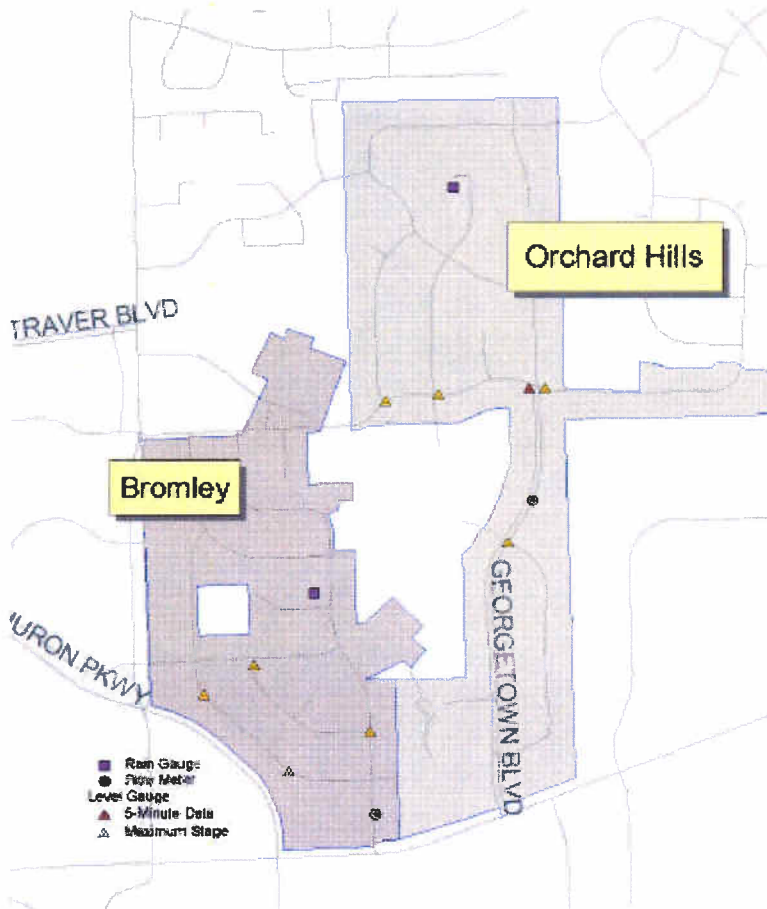 Orchard Hills
TRAVER BLVD
Bromley
GEORGETOWN BLVD
HURON PKWY
Rain Gauge
Flow Meter
Level Gauge
5-Minute Data
Maximum Stage